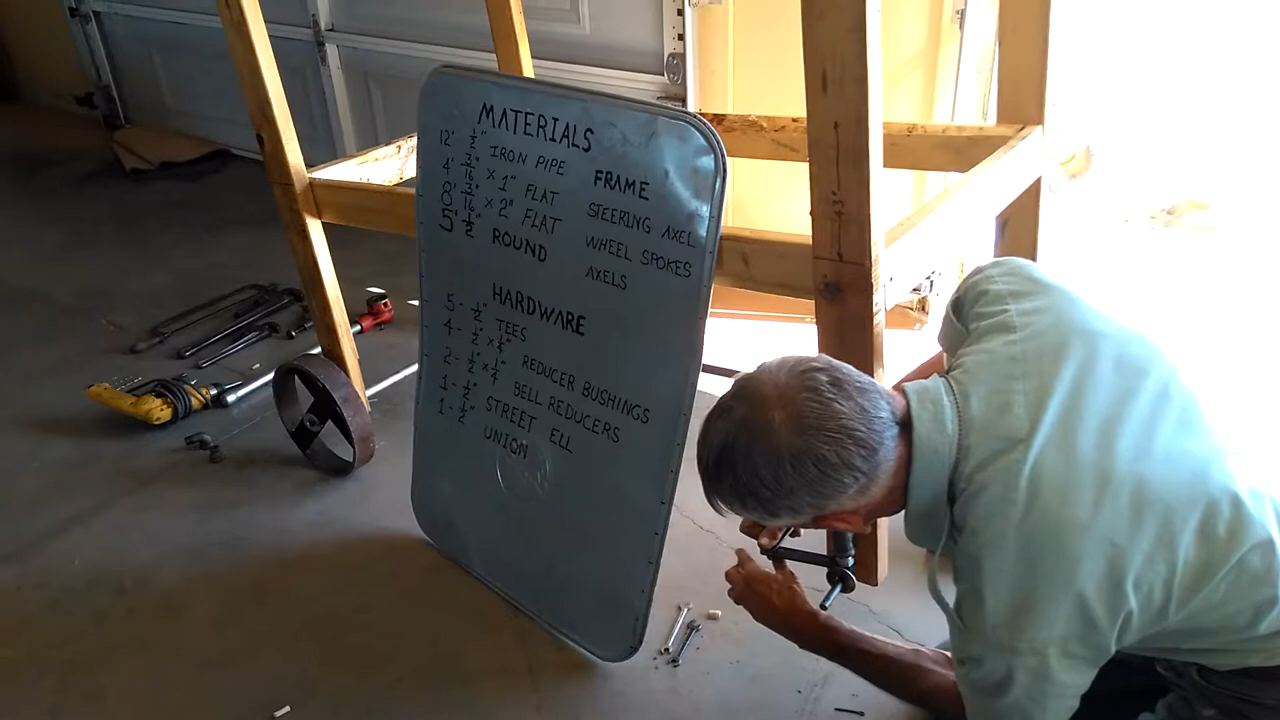 MATERIALS
12' 1/2" IRON PIPE FRAME
4' 3/16" × 1" FLAT STEERING AXEL
8' 3/16" × 2" FLAT WHEEL SPOKES
5' 1/2" ROUND AXELS
HARDWARE
5 - 1/2" TEES
4 - 1/2" × 1/4" REDUCER BUSHINGS
2 - 1/2" × 1/4" BELL REDUCERS
1 - 1/2" STREET ELL
1 - 1/2" UNION